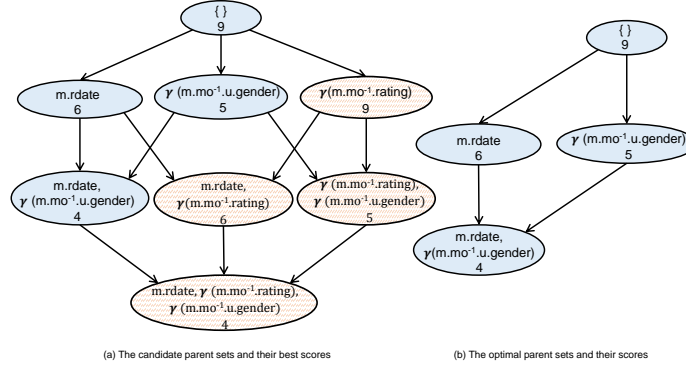 { }
9
{ }
9
m.rdate
6
γ (m.mo⁻¹.u.gender)
5
γ(m.mo⁻¹.rating)
9
m.rdate
6
γ (m.mo⁻¹.u.gender)
5
m.rdate,
γ (m.mo⁻¹.u.gender)
4
m.rdate,
γ(m.mo⁻¹.rating)
6
γ (m.mo⁻¹.rating),
γ (m.mo⁻¹.u.gender)
5
m.rdate,
γ(m.mo⁻¹.u.gender)
4
m.rdate, γ (m.mo⁻¹.rating),
γ (m.mo⁻¹.u.gender)
4
(a) The candidate parent sets and their best scores
(b) The optimal parent sets and their scores